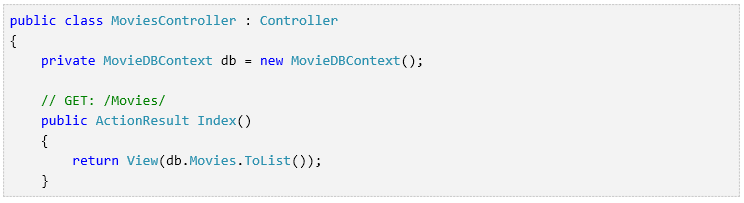 public class MoviesController : Controller
{
    private MovieDBContext db = new MovieDBContext();

    // GET: /Movies/
    public ActionResult Index()
    {
        return View(db.Movies.ToList());
    }